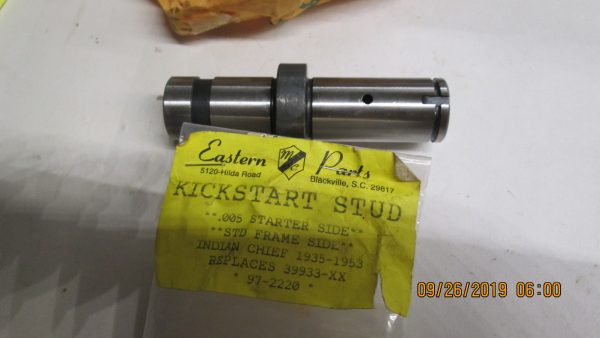 Eastern MC Parts
5120-Hilda Road Blackville, S.C. 29817
KICKSTART STUD
**.005 STARTER SIDE**
**STD FRAME SIDE**
INDIAN CHIEF 1935-1953
REPLACES 39933-XX
* 97-2220 *
09/26/2019 06:00